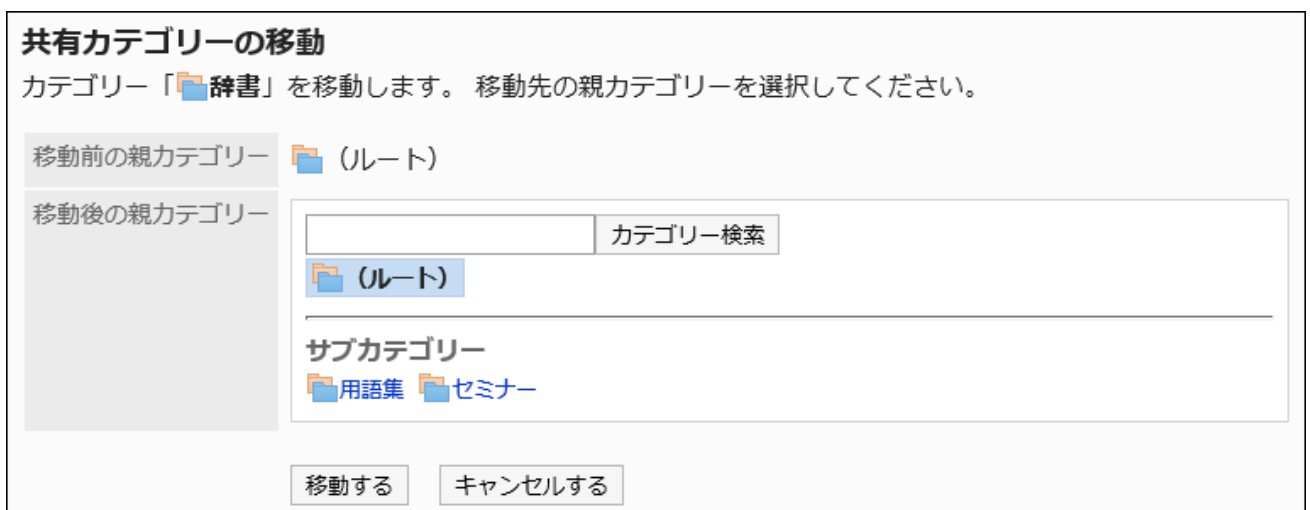 共有カテゴリーの移動
カテゴリー「辞書」を移動します。 移動先の親カテゴリーを選択してください。
移動前の親カテゴリー (ルート)
移動後の親カテゴリー
カテゴリー検索
(ルート)
サブカテゴリー
用語集 セミナー
移動する キャンセルする